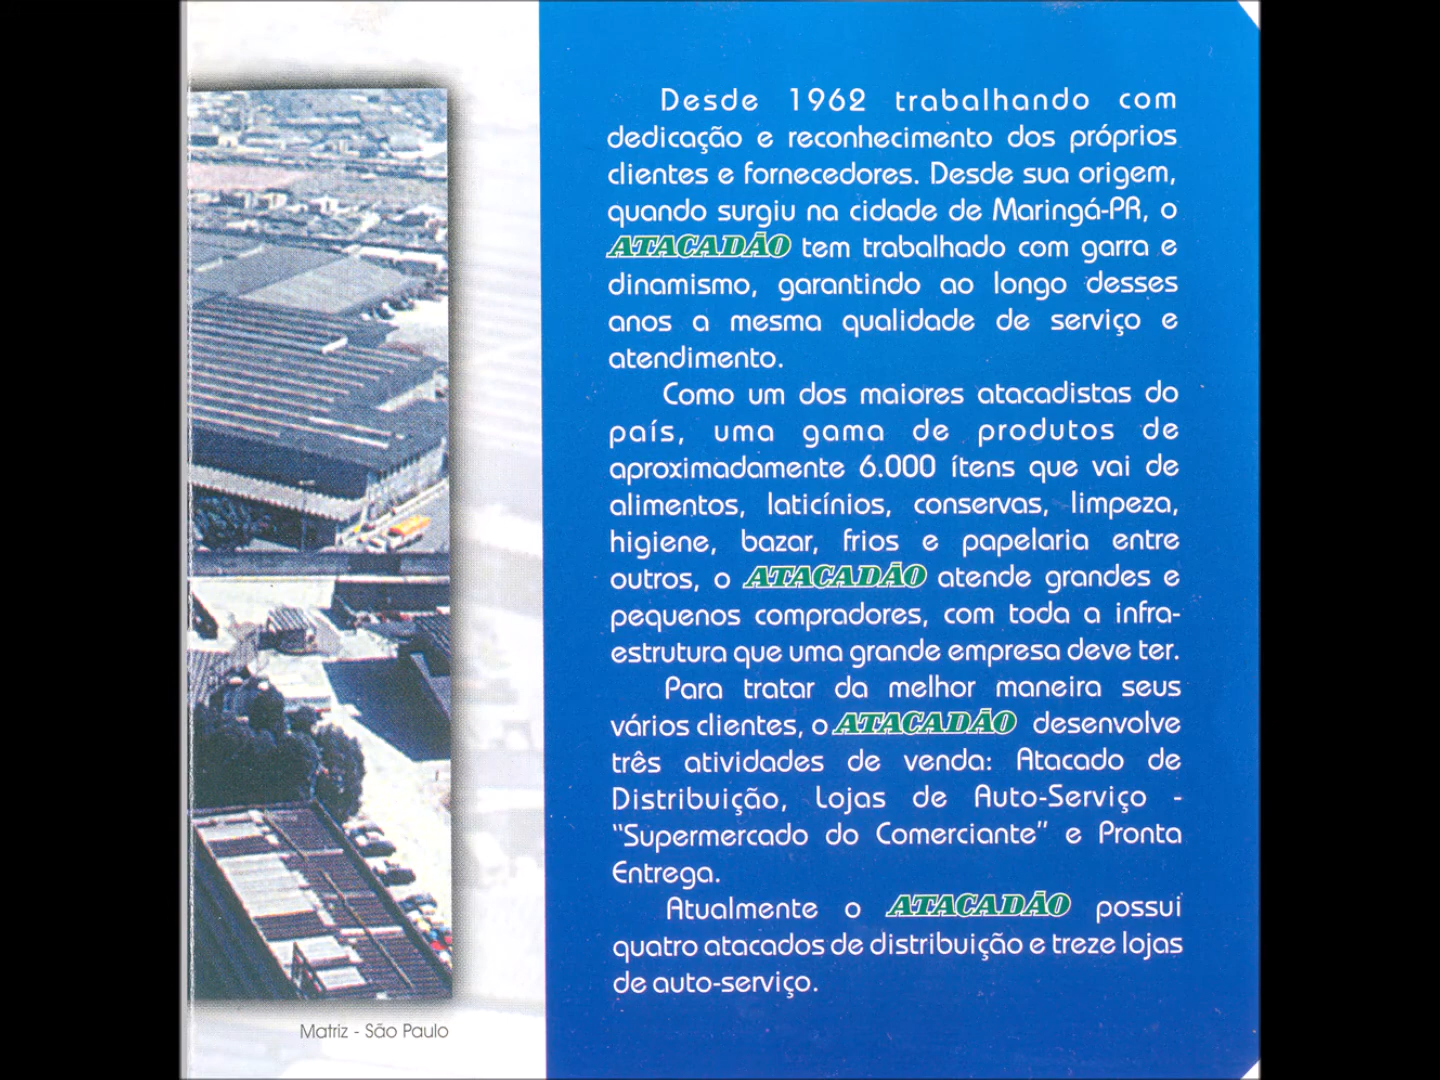 Desde 1962 trabalhando com
dedicação e reconhecimento dos próprios
clientes e fornecedores. Desde sua origem,
quando surgiu na cidade de Maringá-PR, o
ATACADÃO tem trabalhado com garra e
dinamismo, garantindo ao longo desses
anos a mesma qualidade de serviço e
atendimento.
Como um dos maiores atacadistas do
país, uma gama de produtos de
aproximadamente 6.000 ítens que vai de
alimentos, laticínios, conservas, limpeza,
higiene, bazar, frios e papelaria entre
outros, o ATACADÃO atende grandes e
pequenos compradores, com toda a infra-
estrutura que uma grande empresa deve ter.
Para tratar da melhor maneira seus
vários clientes, o ATACADÃO desenvolve
três atividades de venda: Atacado de
Distribuição, Lojas de Auto-Serviço -
"Supermercado do Comerciante" e Pronta
Entrega.
Atualmente o ATACADÃO possui
quatro atacados de distribuição e treze lojas
de auto-serviço.
Matriz - São Paulo